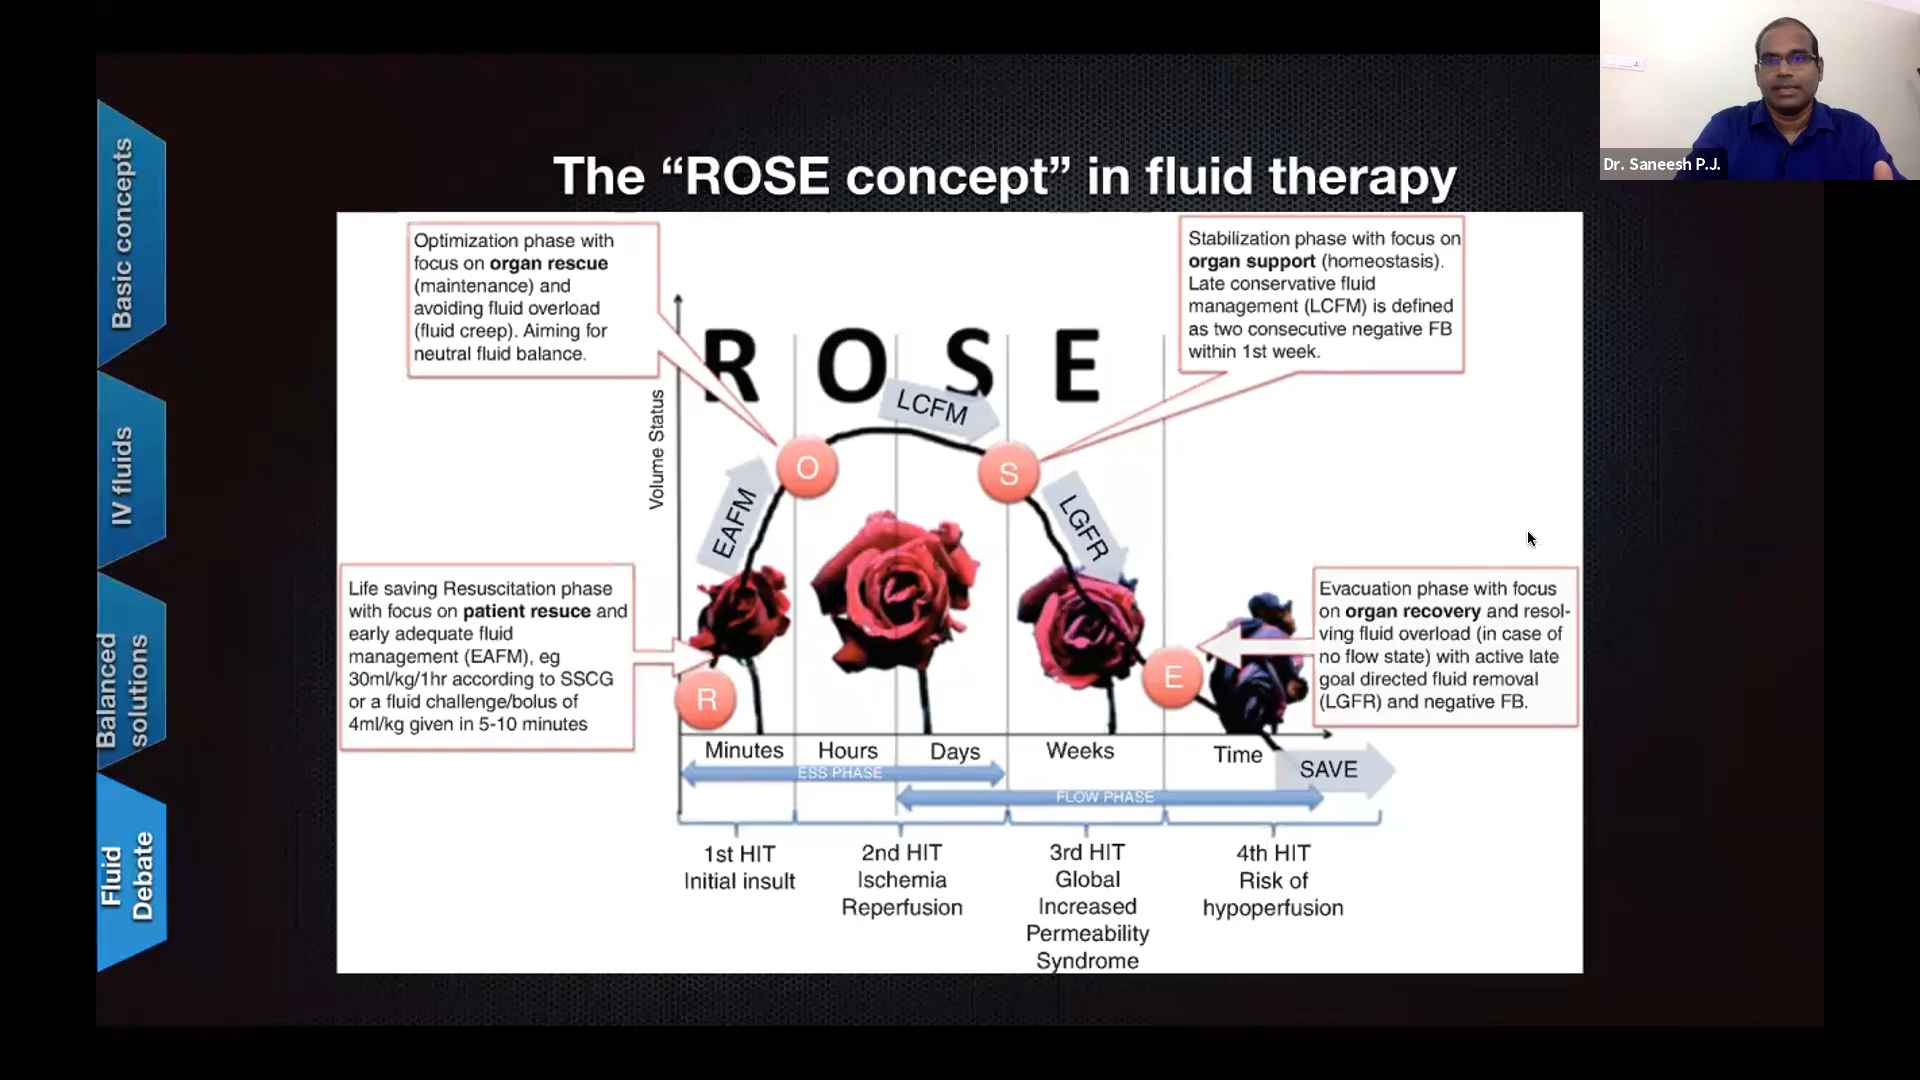 Dr. Saneesh P.J.
Basic concepts
IV fluids
Balanced
solutions
Fluid
Debate
The “ROSE concept” in fluid therapy
Optimization phase with
focus on organ rescue
(maintenance) and
avoiding fluid overload
(fluid creep). Aiming for
neutral fluid balance.
Stabilization phase with focus on
organ support (homeostasis).
Late conservative fluid
management (LCFM) is defined
as two consecutive negative FB
within 1st week.
R O S E
Volume Status
LCFM
O
S
EAFM
LGFR
Life saving Resuscitation phase
with focus on patient resuce and
early adequate fluid
management (EAFM), eg
30ml/kg/1hr according to SSCG
or a fluid challenge/bolus of
4ml/kg given in 5-10 minutes
Evacuation phase with focus
on organ recovery and resol-
ving fluid overload (in case of
no flow state) with active late
goal directed fluid removal
(LGFR) and negative FB.
R
E
Minutes Hours Days Weeks Time
SAVE
ESS PHASE
FLOW PHASE
1st HIT
Initial insult
2nd HIT
Ischemia
Reperfusion
3rd HIT
Global
Increased
Permeability
Syndrome
4th HIT
Risk of
hypoperfusion